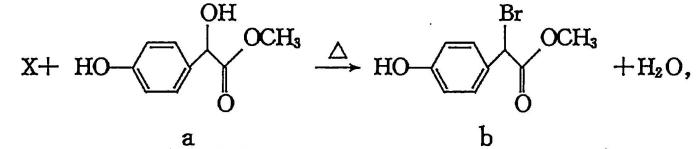 OH Br
X+ HO OCH₃ △ HO OCH₃ +H₂O,
O O
a b